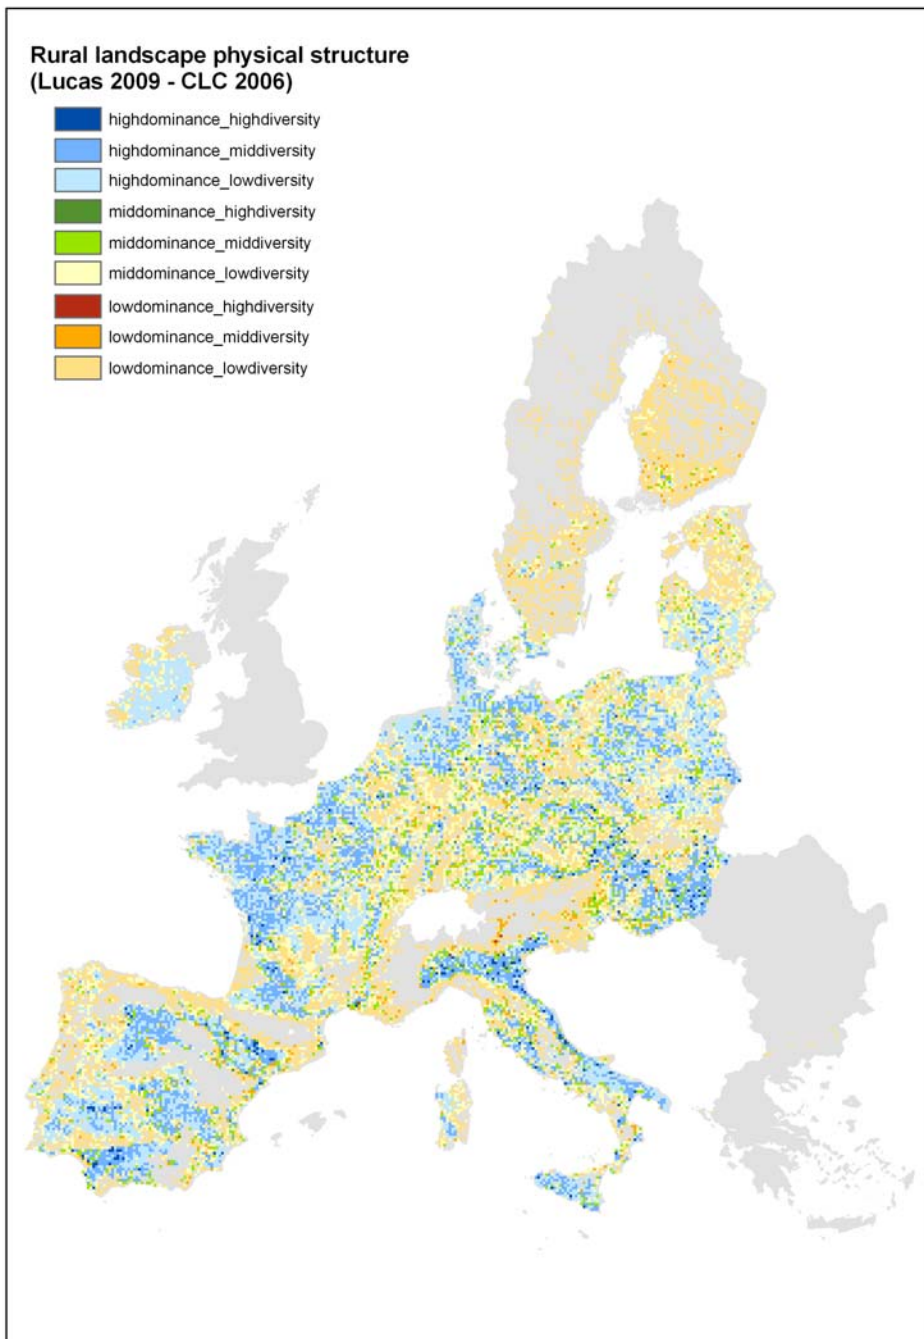 Rural landscape physical structure
(Lucas 2009 - CLC 2006)
highdominance_highdiversity
highdominance_middiversity
highdominance_lowdiversity
middominance_highdiversity
middominance_middiversity
middominance_lowdiversity
lowdominance_highdiversity
lowdominance_middiversity
lowdominance_lowdiversity